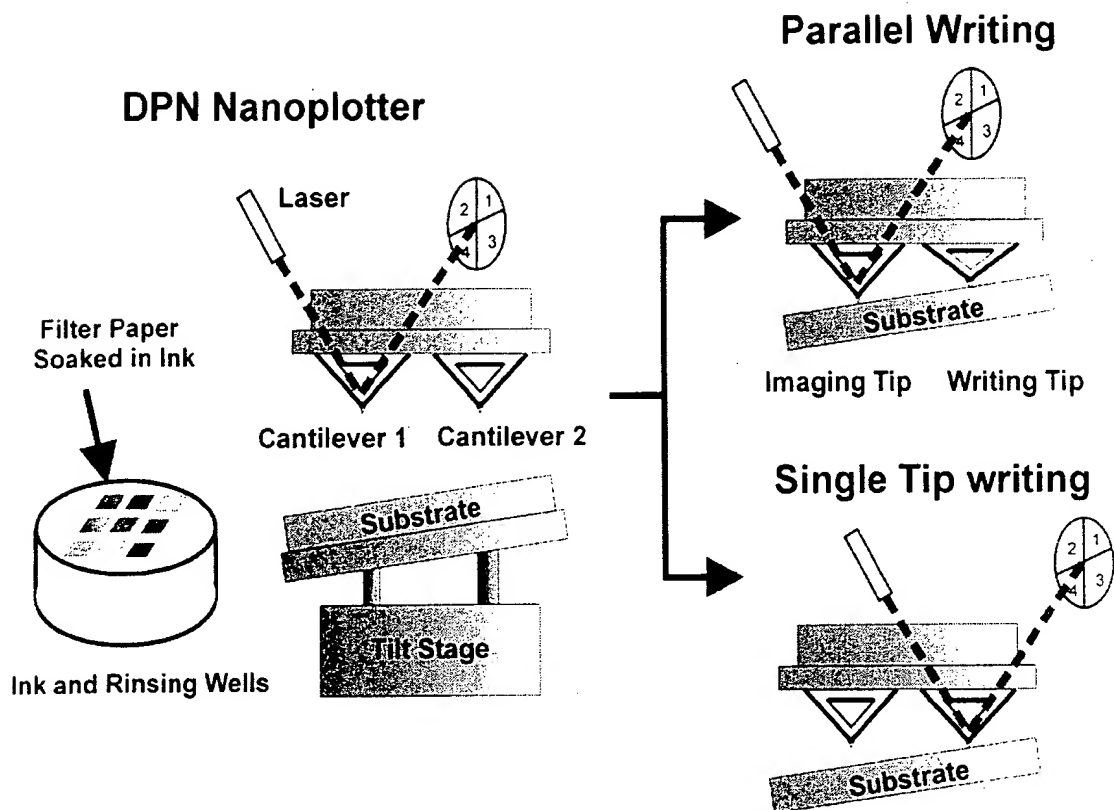 Parallel Writing
DPN Nanoplotter
Laser
2 1
4 3
2 1
4 3
Filter Paper
Soaked in Ink
Substrate
Imaging Tip Writing Tip
Cantilever 1 Cantilever 2
Single Tip writing
Substrate
2 1
4 3
Tilt Stage
Ink and Rinsing Wells
Substrate